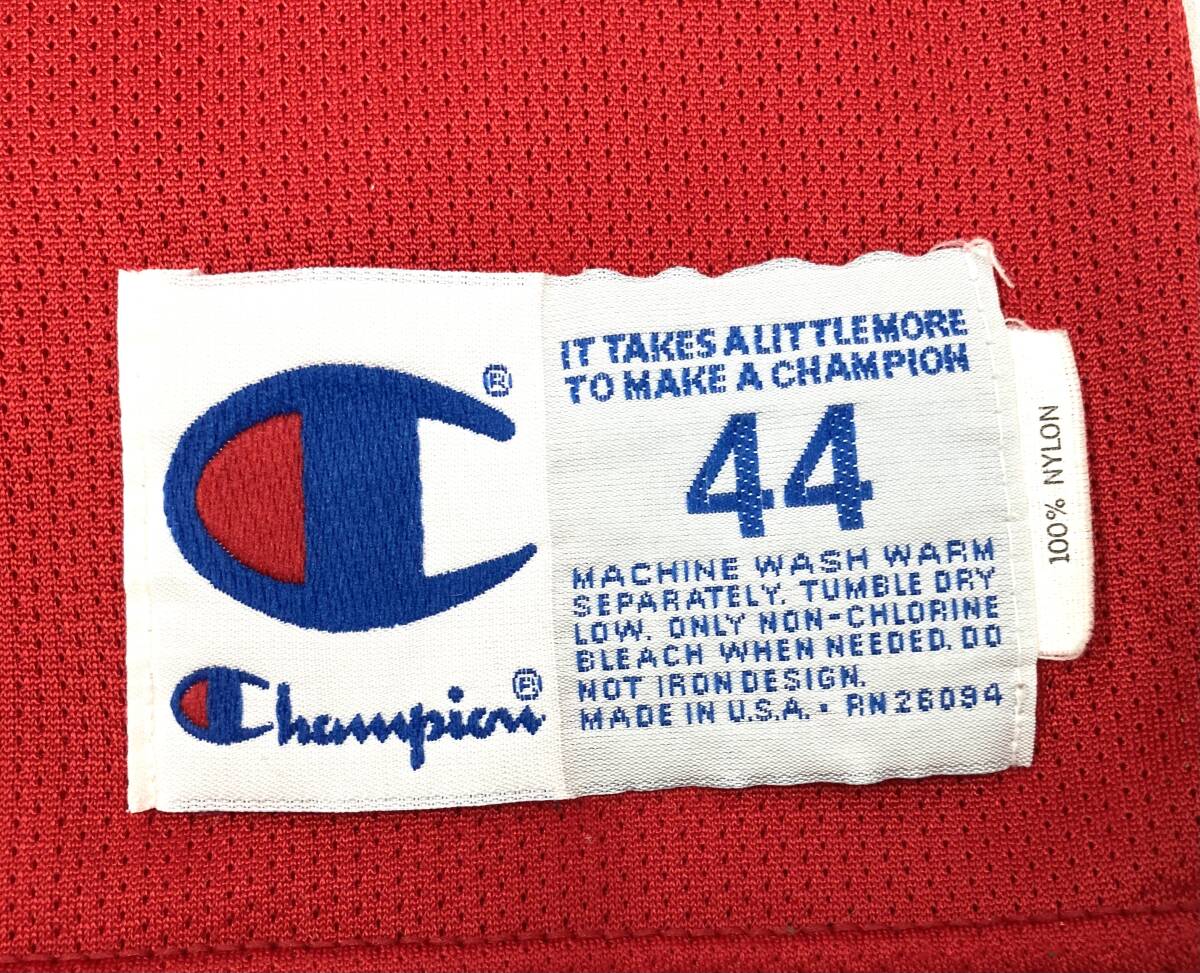 ®
Champion®
IT TAKES A LITTLE MORE
TO MAKE A CHAMPION
44
MACHINE WASH WARM
SEPARATELY. TUMBLE DRY
LOW. ONLY NON-CHLORINE
BLEACH WHEN NEEDED. DO
NOT IRON DESIGN.
MADE IN U.S.A. • RN26094
100% NYLON